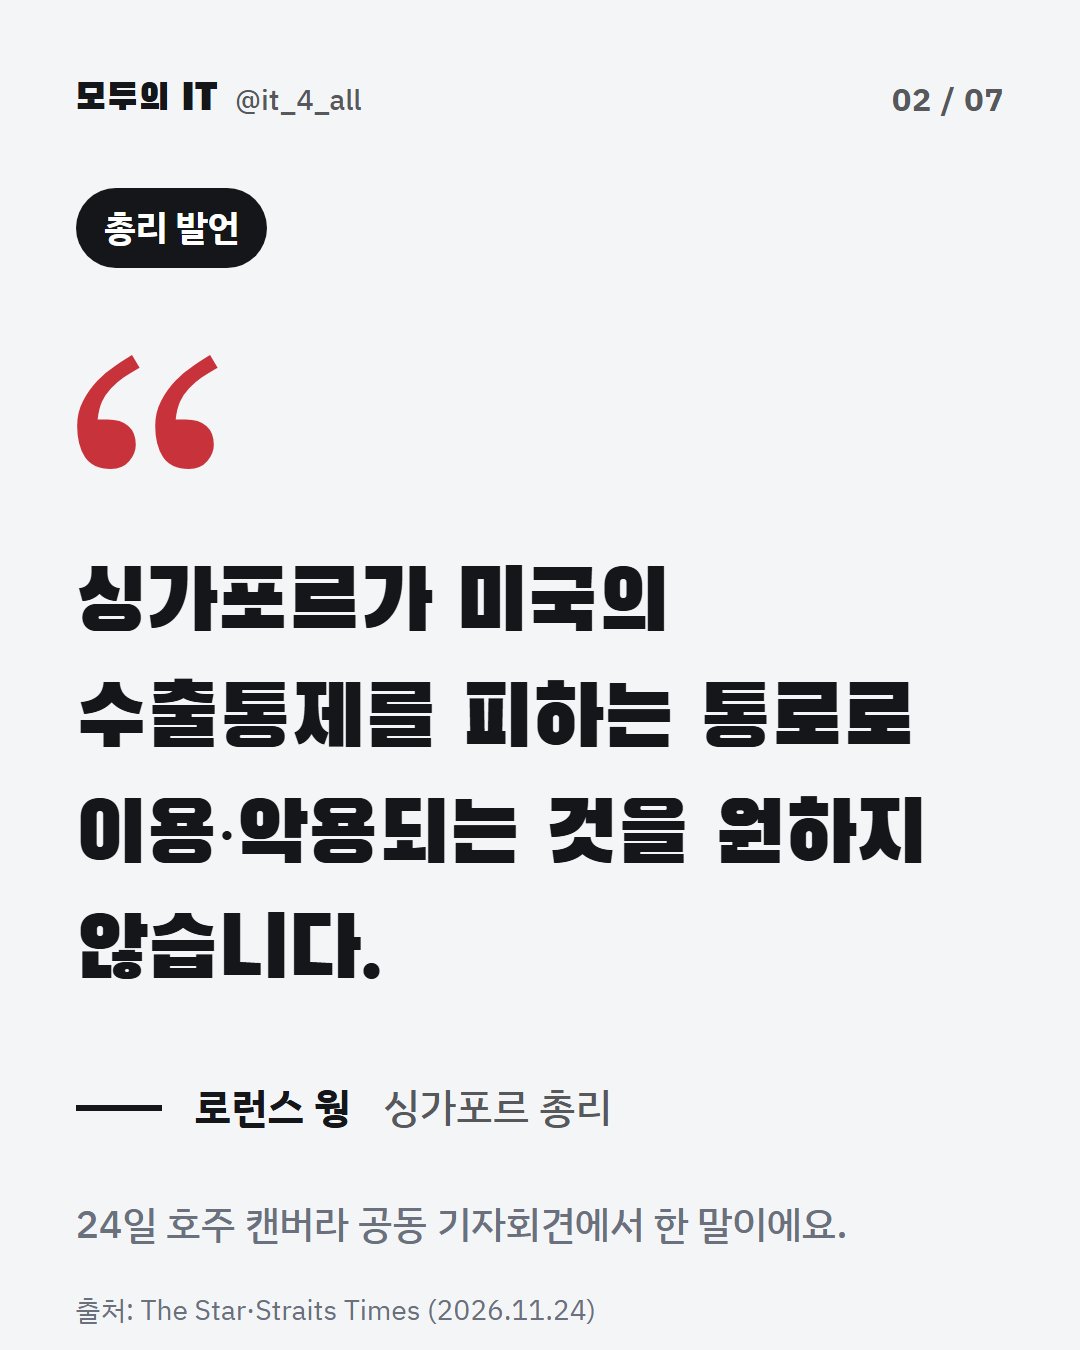 모두의 IT @it_4_all
02 / 07
총리 발언
“
싱가포르가 미국의
수출통제를 피하는 통로로
이용·악용되는 것을 원하지
않습니다.
로런스 웡 싱가포르 총리
24일 호주 캔버라 공동 기자회견에서 한 말이에요.
출처: The Star·Straits Times (2026.11.24)